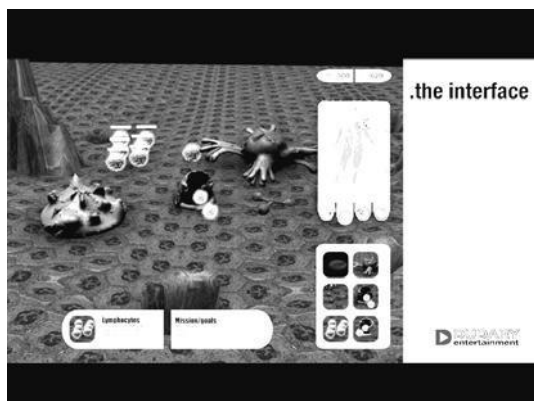 .the interface
Lymphocytes
Mission/goals
entertainment